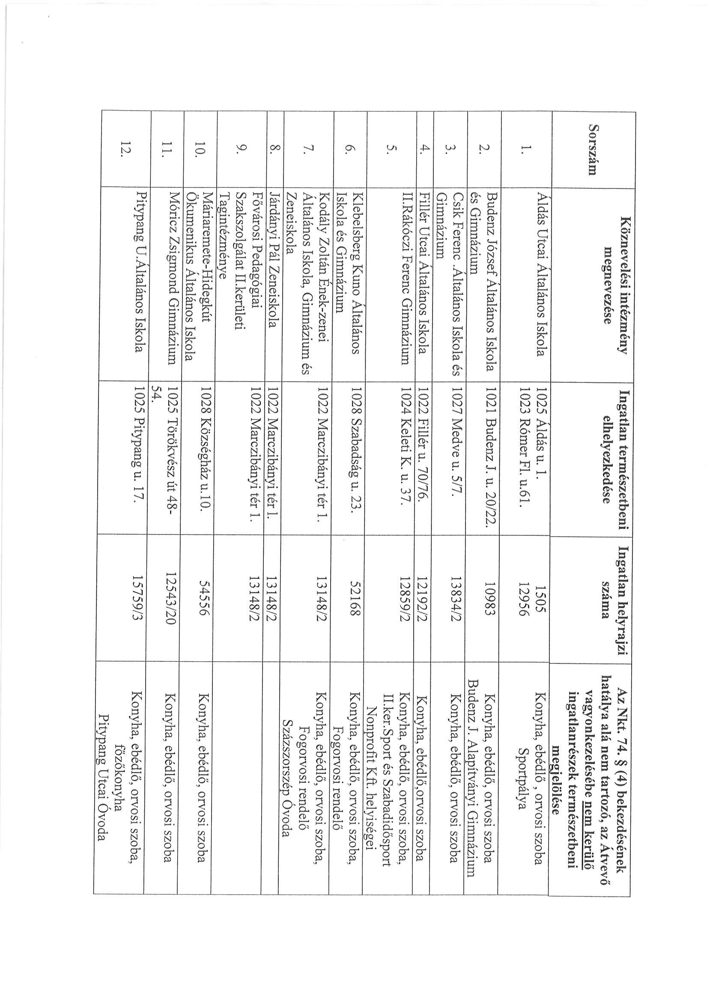 Sorszám
Köznevelési intézmény
megnevezése
Ingatlan természetbeni
elhelyezkedése
Ingatlan helyrajzi
száma
Az Nkt. 74. § (4) bekezdésének
hatálya alá nem tartozó, az Átvevő
vagyonkezelésébe nem kerülő
ingatlanrészek természetbeni
megjelölése
1.
Áldás Utcai Általános Iskola
1025 Áldás u. 1.
1023 Rómer Fl. u.61.
1505
12956
Konyha, ebédlő , orvosi szoba
Sportpálya
2.
Budenz József Általános Iskola
és Gimnázium
1021 Budenz J. u. 20/22.
10983
Konyha, ebédlő, orvosi szoba
Budenz J. Alapítványi Gimnázium
3.
Csik Ferenc .Általános Iskola és
Gimnázium
1027 Medve u. 5/7.
13834/2
Konyha, ebédlő, orvosi szoba
4.
Fillér Utcai Általános Iskola
1022 Fillér u. 70/76.
12192/2
Konyha, ebédlő,orvosi szoba
5.
II.Rákóczi Ferenc Gimnázium
1024 Keleti K. u. 37.
12859/2
Konyha, ebédlő, orvosi szoba,
II.ker.Sport és Szabadidősport
Nonprofit Kft. helyiségei
6.
Klebelsberg Kuno Általános
Iskola és Gimnázium
1028 Szabadság u. 23.
52168
Konyha, ebédlő, orvosi szoba,
Fogorvosi rendelő
7.
Kodály Zoltán Ének-zenei
Általános Iskola, Gimnázium és
Zeneiskola
1022 Marczibányi tér 1.
13148/2
Konyha, ebédlő, orvosi szoba,
Fogorvosi rendelő
Százszorszép Óvoda
8.
Járdányi Pál Zeneiskola
1022 Marczibányi tér 1.
13148/2
9.
Fővárosi Pedagógiai
Szakszolgálat II.kerületi
Tagintézménye
1022 Marczibányi tér 1.
13148/2
10.
Máriaremete-Hidegkút
Ökumenikus Általános Iskola
1028 Községház u.10.
54556
Konyha, ebédlő, orvosi szoba
11.
Móricz Zsigmond Gimnázium
1025 Törökvész út 48-
54.
12543/20
Konyha, ebédlő, orvosi szoba
12.
Pitypang U.Általános Iskola
1025 Pitypang u. 17.
15759/3
Konyha, ebédlő, orvosi szoba,
főzőkonyha
Pitypang Utcai Óvoda